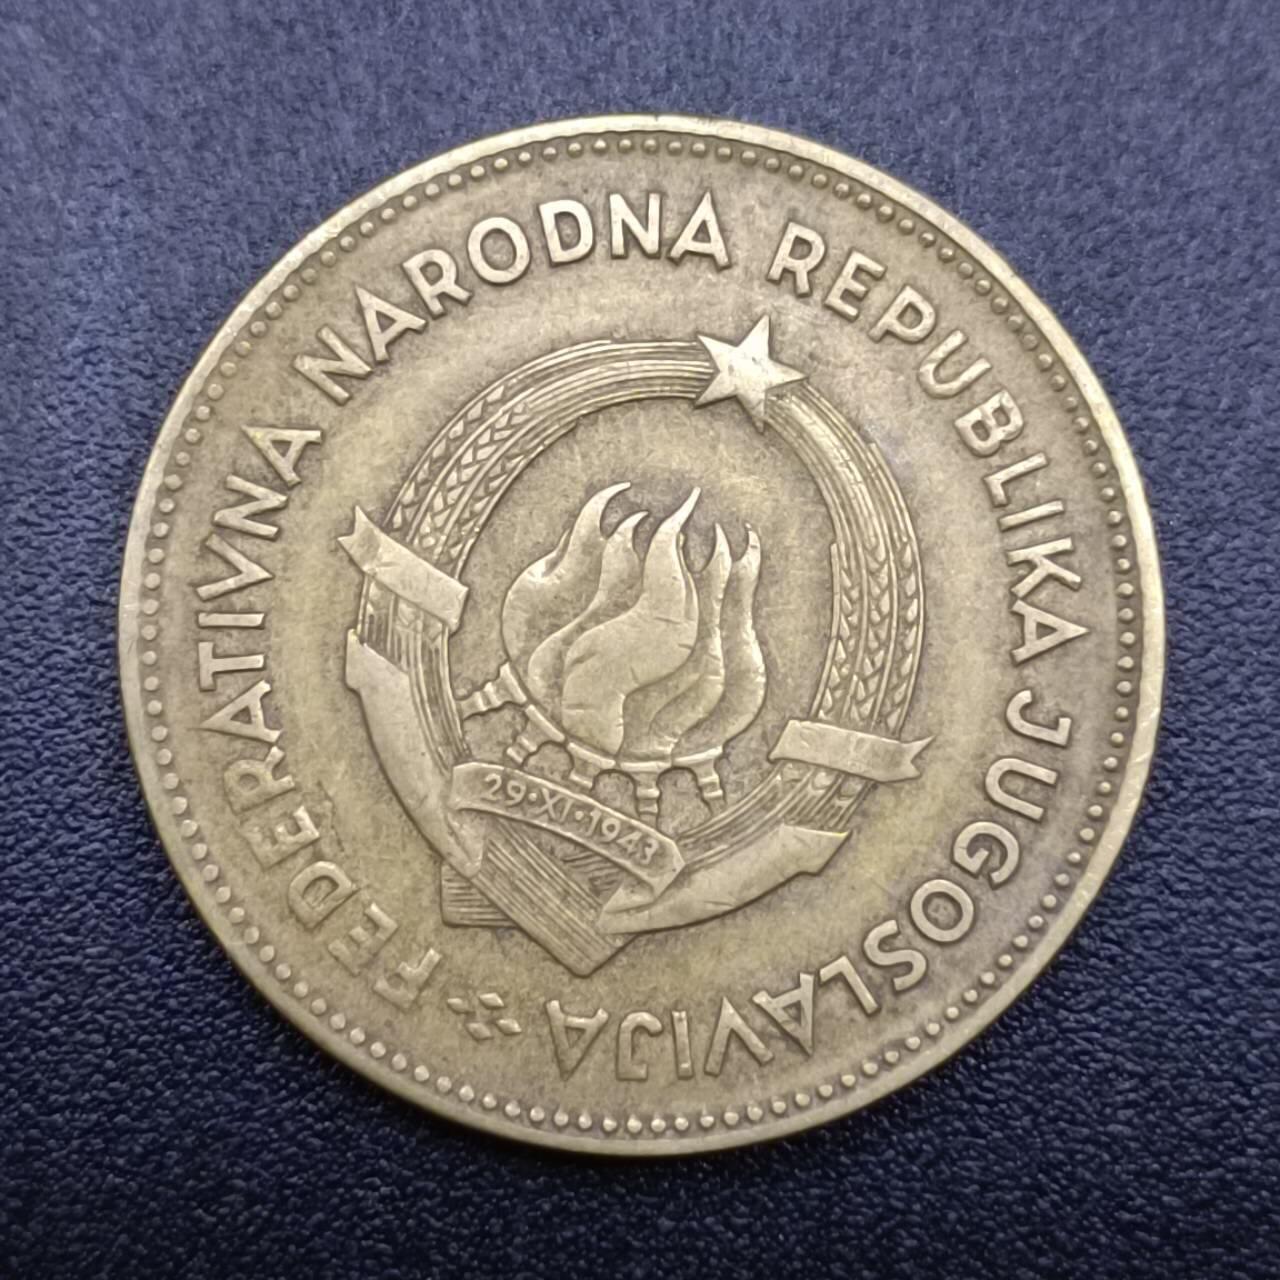 FEDERATIVNA NARODNA REPUBLIKA JUGOSLAVIJA
29·XI·1943